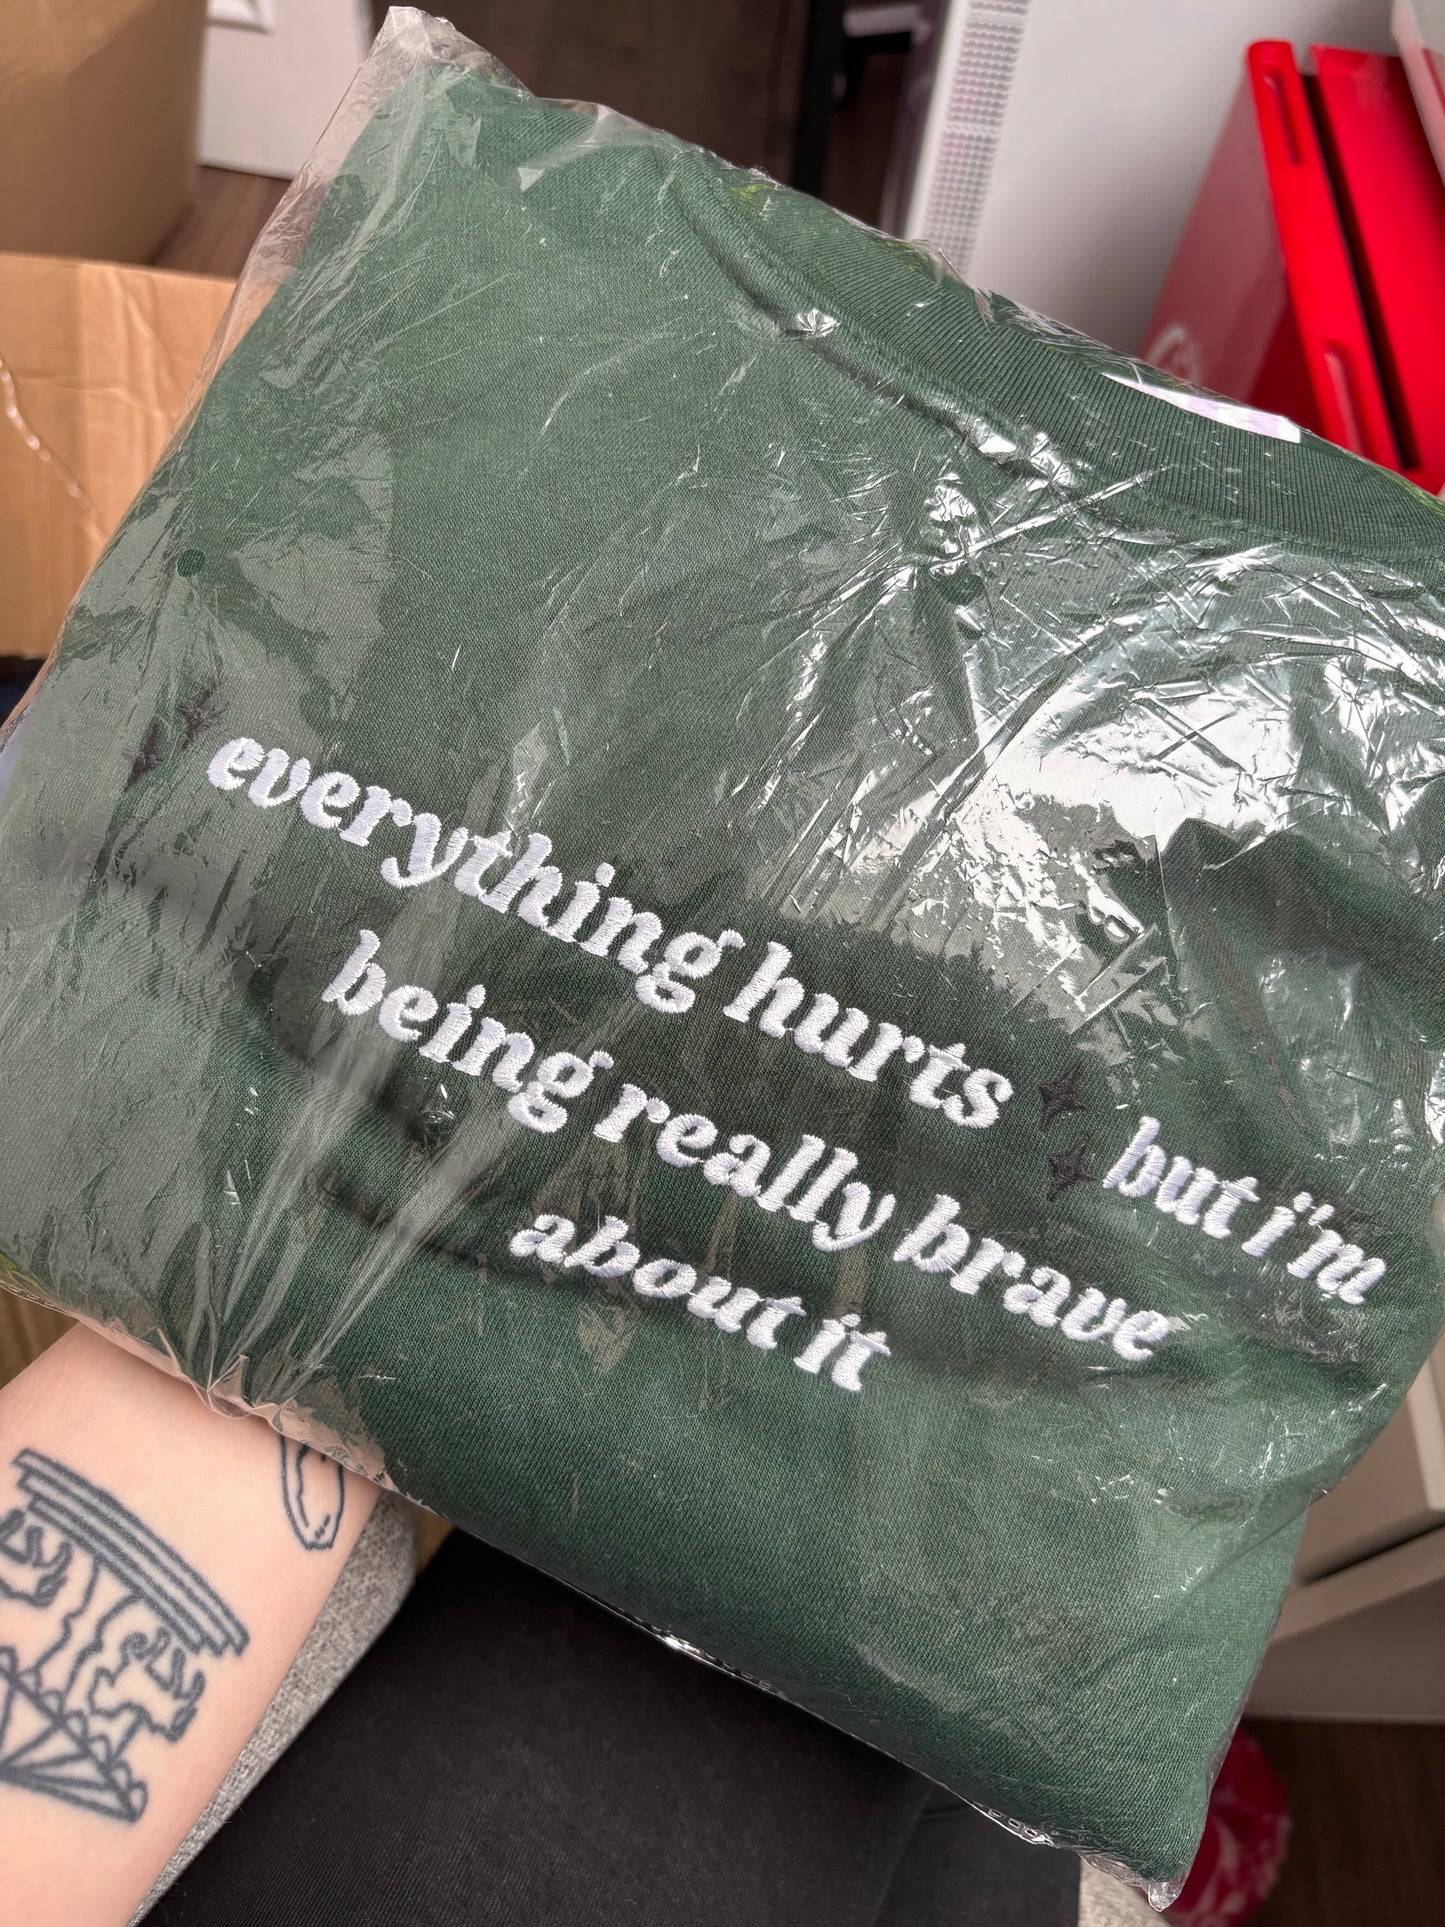 everything hurts but i'm
being really brave
about it